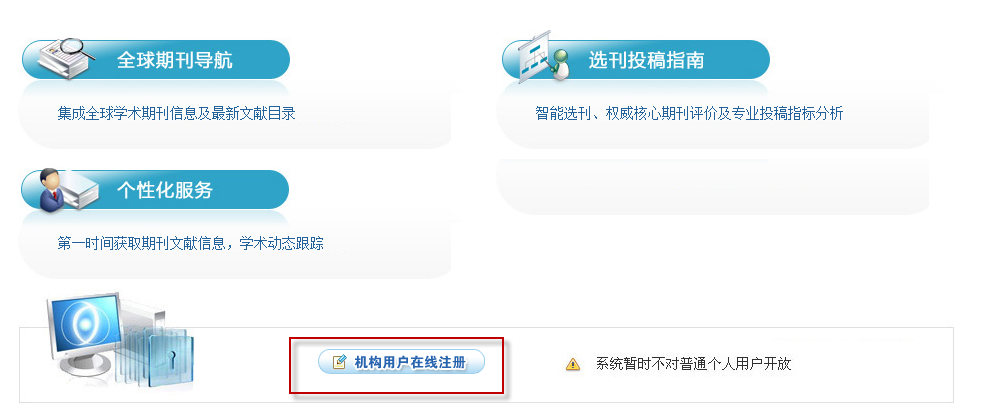 全球期刊导航
选刊投稿指南
集成全球学术期刊信息及最新文献目录
智能选刊、权威核心期刊评价及专业投稿指标分析
个性化服务
第一时间获取期刊文献信息，学术动态跟踪
机构用户在线注册
系统暂时不对普通个人用户开放